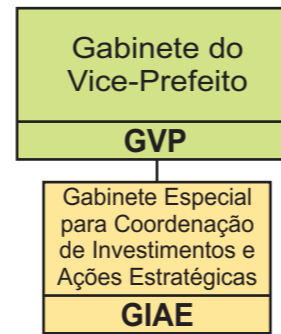 Gabinete do
Vice-Prefeito
GVP
Gabinete Especial
para Coordenação
de Investimentos e
Ações Estratégicas
GIAE